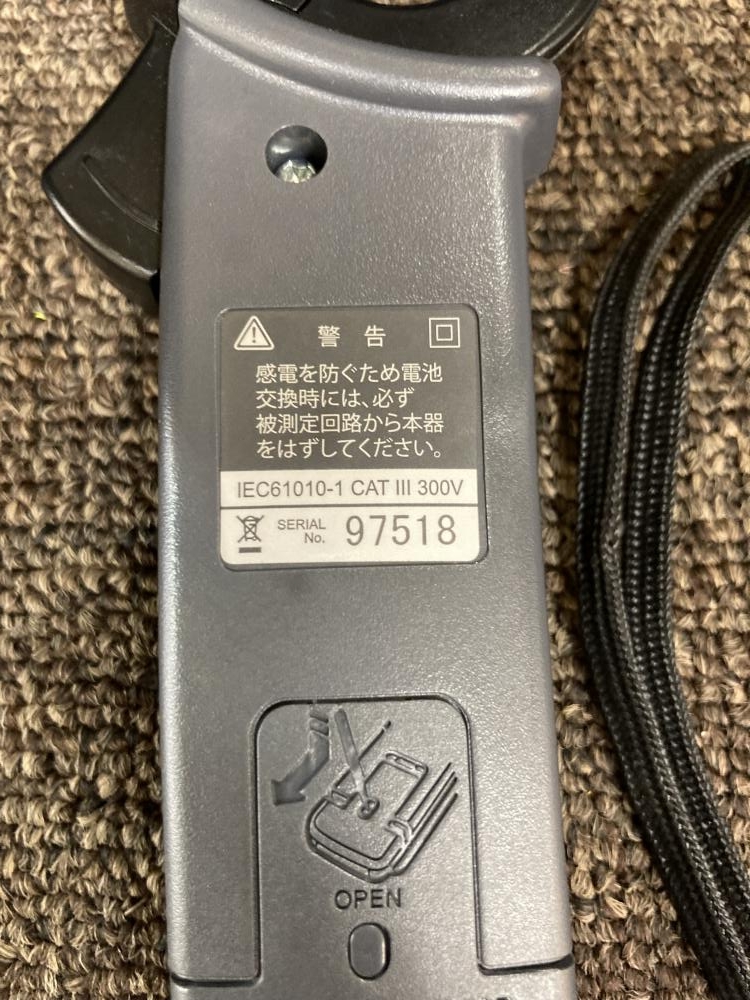 警告
感電を防ぐため電池
交換時には、必ず
被測定回路から本器
をはずしてください。
IEC61010-1 CAT III 300V
SERIAL No. 97518
OPEN